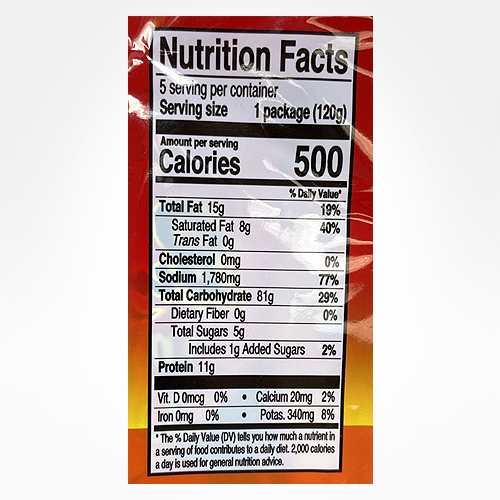 Nutrition Facts
5 serving per container
Serving size 1 package (120g)
Amount per serving
Calories 500
% Daily Value*
Total Fat 15g 19%
Saturated Fat 8g 40%
Trans Fat 0g
Cholesterol 0mg 0%
Sodium 1,780mg 77%
Total Carbohydrate 81g 29%
Dietary Fiber 0g 0%
Total Sugars 5g
Includes 1g Added Sugars 2%
Protein 11g
Vit. D 0mcg 0% • Calcium 20mg 2%
Iron 0mg 0% • Potas. 340mg 8%
* The % Daily Value (DV) tells you how much a nutrient in
a serving of food contributes to a daily diet. 2,000 calories
a day is used for general nutrition advice.